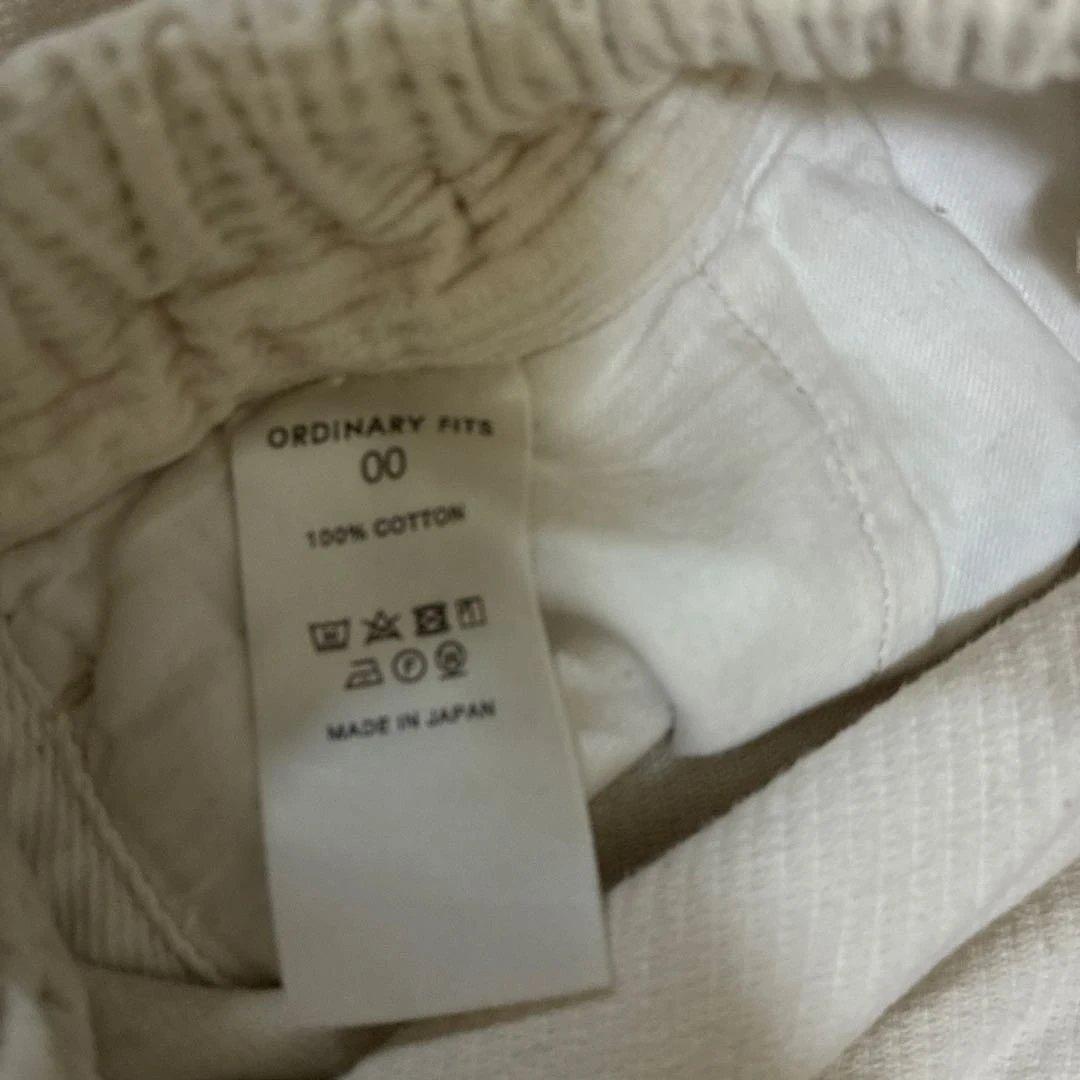 ORDINARY FITS
00
100% COTTON
MADE IN JAPAN